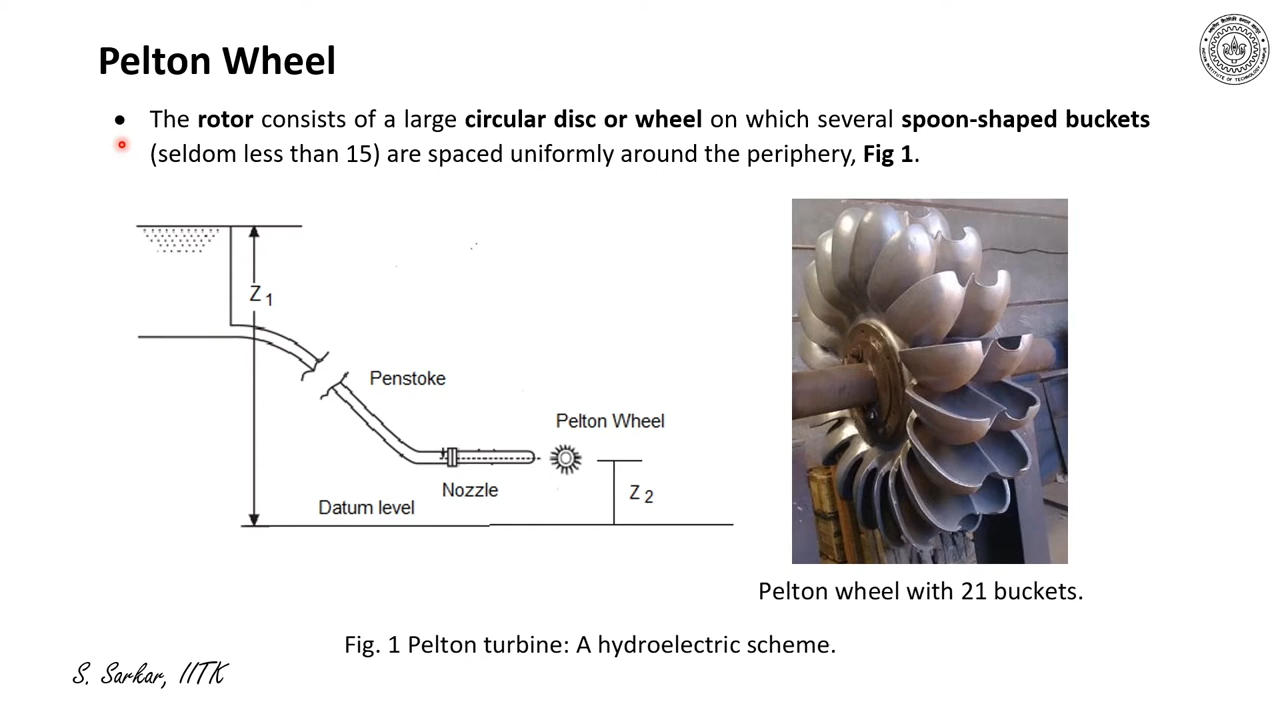 Pelton Wheel
• The rotor consists of a large circular disc or wheel on which several spoon-shaped buckets
(seldom less than 15) are spaced uniformly around the periphery, Fig 1.
Z 1
Penstoke
Pelton Wheel
Nozzle
Z 2
Datum level
Pelton wheel with 21 buckets.
Fig. 1 Pelton turbine: A hydroelectric scheme.
S. Sarkar, IITK